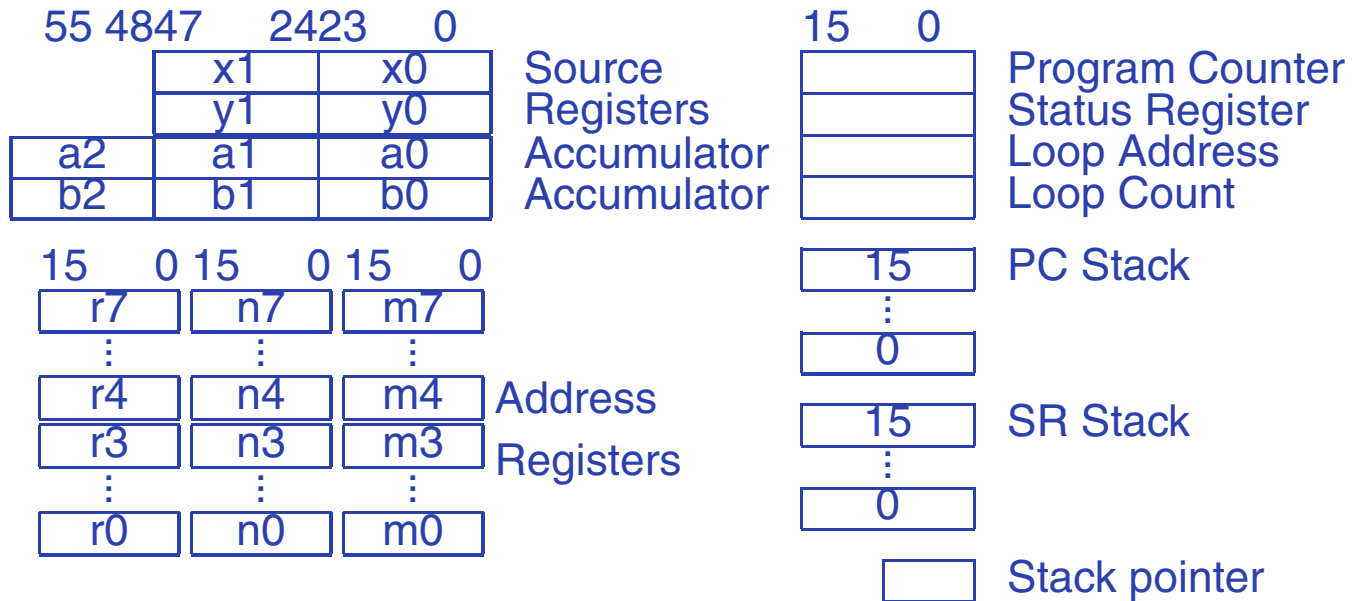 55 4847 2423 0
x1 x0 Source
y1 y0 Registers
a2 a1 a0 Accumulator
b2 b1 b0 Accumulator
15 0 15 0 15 0
r7 n7 m7
⋮ ⋮ ⋮
r4 n4 m4 Address
r3 n3 m3 Registers
⋮ ⋮ ⋮
r0 n0 m0
15 0
Program Counter
Status Register
Loop Address
Loop Count
15 PC Stack
⋮
0
15 SR Stack
⋮
0
Stack pointer